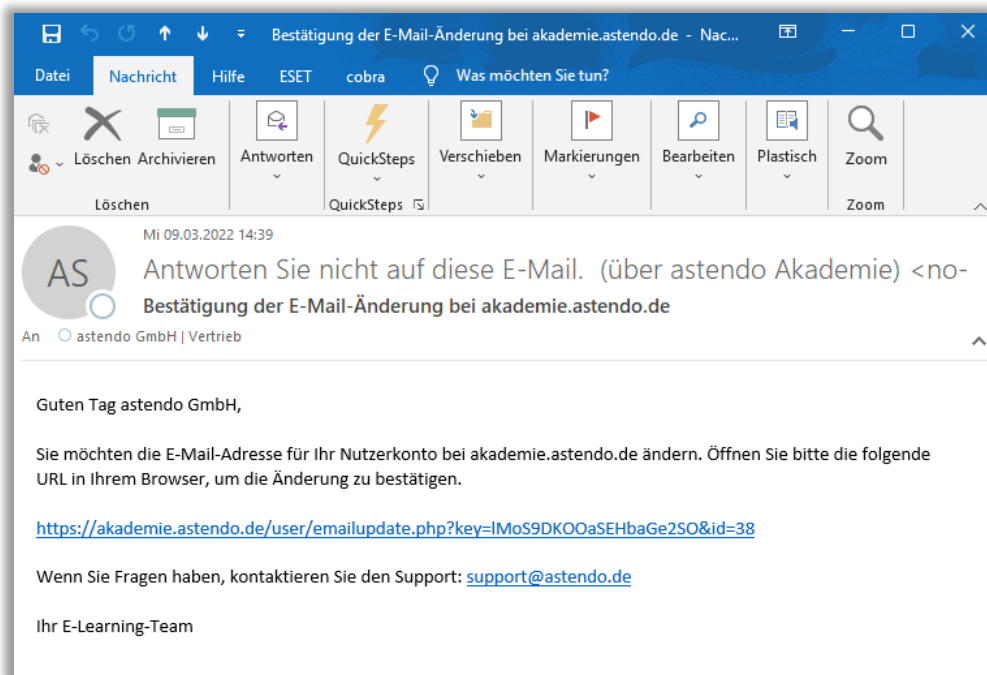 Bestätigung der E-Mail-Änderung bei akademie.astendo.de - Nac...
Datei Nachricht Hilfe ESET cobra Was möchten Sie tun?
Löschen Archivieren Antworten QuickSteps Verschieben Markierungen Bearbeiten Plastisch Zoom
Löschen QuickSteps Zoom
Mi 09.03.2022 14:39
AS
Antworten Sie nicht auf diese E-Mail. (über astendo Akademie) <no-
Bestätigung der E-Mail-Änderung bei akademie.astendo.de
An astendo GmbH | Vertrieb
Guten Tag astendo GmbH,
Sie möchten die E-Mail-Adresse für Ihr Nutzerkonto bei akademie.astendo.de ändern. Öffnen Sie bitte die folgende
URL in Ihrem Browser, um die Änderung zu bestätigen.
https://akademie.astendo.de/user/emailupdate.php?key=lMoS9DKOOaSEHbaGe2SO&id=38
Wenn Sie Fragen haben, kontaktieren Sie den Support: support@astendo.de
Ihr E-Learning-Team